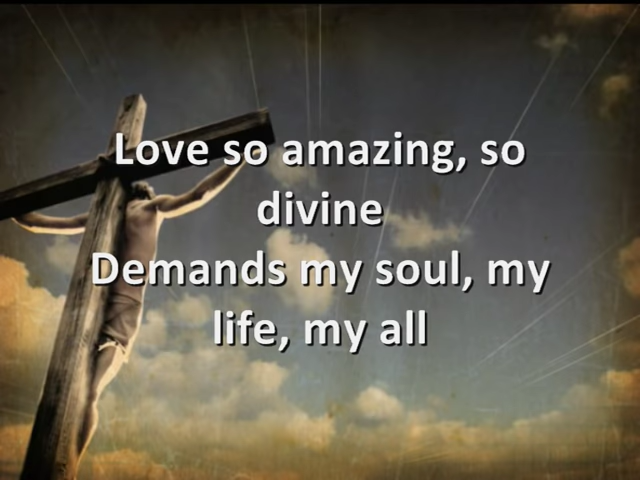 Love so amazing, so
divine
Demands my soul, my
life, my all